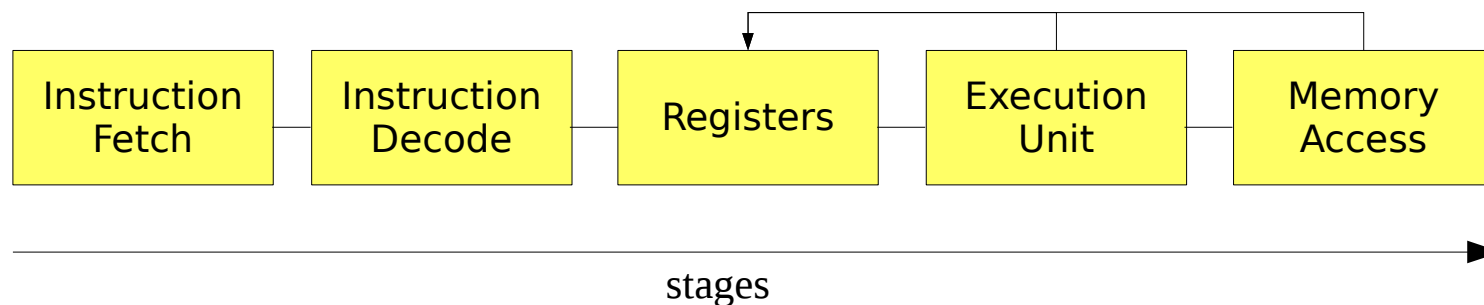 Instruction
Fetch
Instruction
Decode
Registers
Execution
Unit
Memory
Access
stages